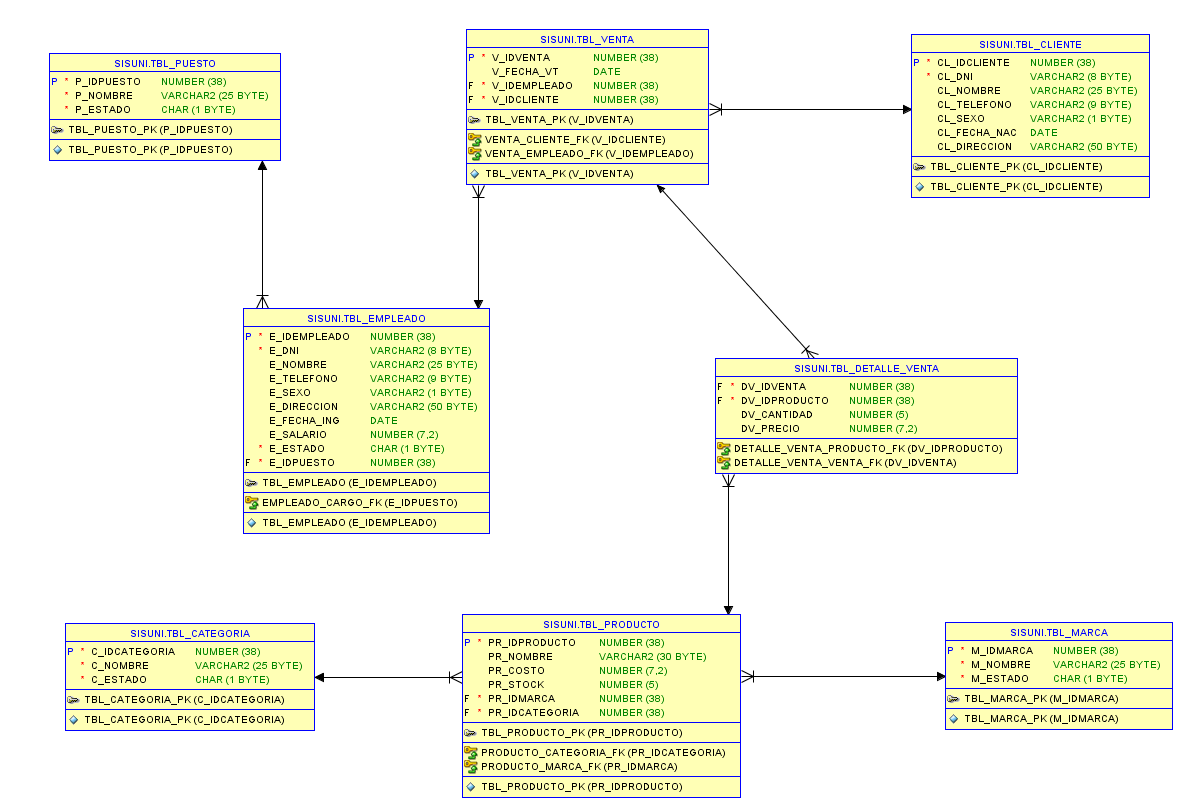 SISUNI.TBL_PUESTO
P * P_IDPUESTO NUMBER (38)
* P_NOMBRE VARCHAR2 (25 BYTE)
* P_ESTADO CHAR (1 BYTE)
TBL_PUESTO_PK (P_IDPUESTO)
TBL_PUESTO_PK (P_IDPUESTO)
SISUNI.TBL_VENTA
P * V_IDVENTA NUMBER (38)
V_FECHA_VT DATE
F * V_IDEMPLEADO NUMBER (38)
F * V_IDCLIENTE NUMBER (38)
TBL_VENTA_PK (V_IDVENTA)
VENTA_CLIENTE_FK (V_IDCLIENTE)
VENTA_EMPLEADO_FK (V_IDEMPLEADO)
TBL_VENTA_PK (V_IDVENTA)
SISUNI.TBL_CLIENTE
P * CL_IDCLIENTE NUMBER (38)
* CL_DNI VARCHAR2 (8 BYTE)
CL_NOMBRE VARCHAR2 (25 BYTE)
CL_TELEFONO VARCHAR2 (9 BYTE)
CL_SEXO VARCHAR2 (1 BYTE)
CL_FECHA_NAC DATE
CL_DIRECCION VARCHAR2 (50 BYTE)
TBL_CLIENTE_PK (CL_IDCLIENTE)
TBL_CLIENTE_PK (CL_IDCLIENTE)
SISUNI.TBL_EMPLEADO
P * E_IDEMPLEADO NUMBER (38)
* E_DNI VARCHAR2 (8 BYTE)
E_NOMBRE VARCHAR2 (25 BYTE)
E_TELEFONO VARCHAR2 (9 BYTE)
E_SEXO VARCHAR2 (1 BYTE)
E_DIRECCION VARCHAR2 (50 BYTE)
E_FECHA_ING DATE
E_SALARIO NUMBER (7,2)
* E_ESTADO CHAR (1 BYTE)
F * E_IDPUESTO NUMBER (38)
TBL_EMPLEADO (E_IDEMPLEADO)
EMPLEADO_CARGO_FK (E_IDPUESTO)
TBL_EMPLEADO (E_IDEMPLEADO)
SISUNI.TBL_DETALLE_VENTA
F * DV_IDVENTA NUMBER (38)
F * DV_IDPRODUCTO NUMBER (38)
DV_CANTIDAD NUMBER (5)
DV_PRECIO NUMBER (7,2)
DETALLE_VENTA_PRODUCTO_FK (DV_IDPRODUCTO)
DETALLE_VENTA_VENTA_FK (DV_IDVENTA)
SISUNI.TBL_CATEGORIA
P * C_IDCATEGORIA NUMBER (38)
* C_NOMBRE VARCHAR2 (25 BYTE)
* C_ESTADO CHAR (1 BYTE)
TBL_CATEGORIA_PK (C_IDCATEGORIA)
TBL_CATEGORIA_PK (C_IDCATEGORIA)
SISUNI.TBL_PRODUCTO
P * PR_IDPRODUCTO NUMBER (38)
PR_NOMBRE VARCHAR2 (30 BYTE)
PR_COSTO NUMBER (7,2)
PR_STOCK NUMBER (5)
F * PR_IDMARCA NUMBER (38)
F * PR_IDCATEGORIA NUMBER (38)
TBL_PRODUCTO_PK (PR_IDPRODUCTO)
PRODUCTO_CATEGORIA_FK (PR_IDCATEGORIA)
PRODUCTO_MARCA_FK (PR_IDMARCA)
TBL_PRODUCTO_PK (PR_IDPRODUCTO)
SISUNI.TBL_MARCA
P * M_IDMARCA NUMBER (38)
* M_NOMBRE VARCHAR2 (25 BYTE)
* M_ESTADO CHAR (1 BYTE)
TBL_MARCA_PK (M_IDMARCA)
TBL_MARCA_PK (M_IDMARCA)